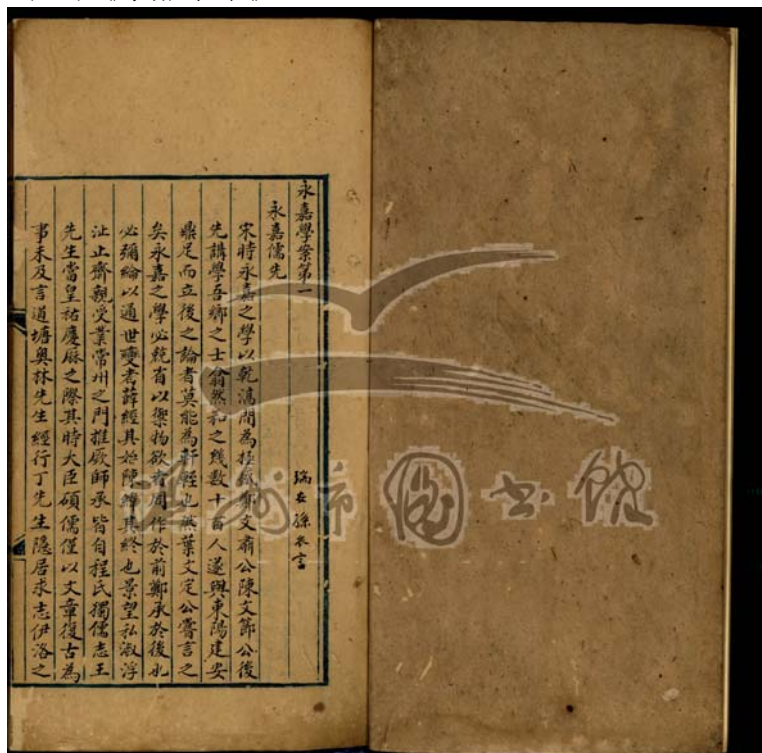 永嘉學案第一
瑞安孫衣言
永嘉儒先
宋時永嘉之學以乾淳間為極盛鄭文肅公陳文節公後
先講學吾鄉之士翕然和之幾數十百人遂與東陽建安
鼎足而立後之論者莫能為軒輊也然葉文定公嘗言之
矣永嘉之學必兢省以禦物欲者周作於前鄭承於後也
必彌綸以通世變者薛經其始陳緯其終也景望私淑浮
沚止齋親受業常州之門推厥師承皆自程氏獨儒志王
先生當皇祐慶厤之際其時大臣碩儒僅以文章復古為
事未及言道塘奧林先生經行丁先生隱居求志伊洛之
溫州市圖書館